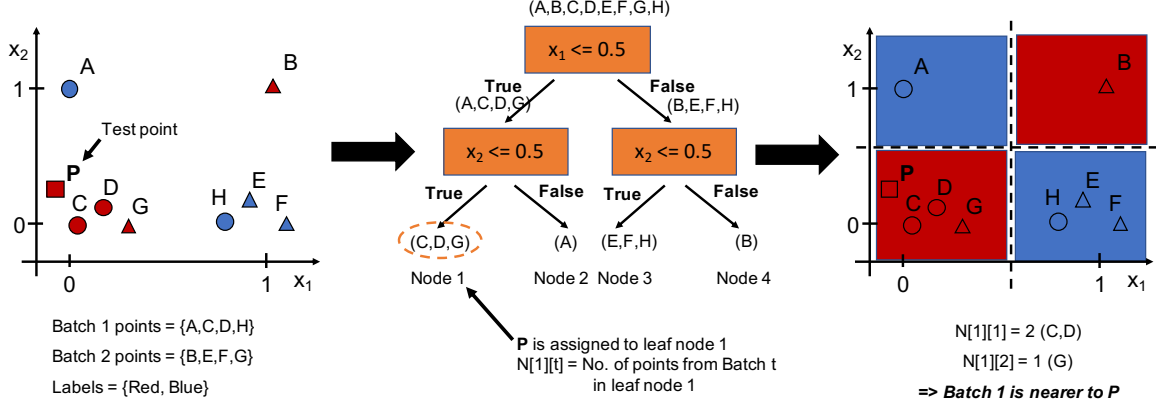 x2
1
0
0
1
x1
A
B
Test point
P
C
D
G
H
E
F
Batch 1 points = {A,C,D,H}
Batch 2 points = {B,E,F,G}
Labels = {Red, Blue}
(A,B,C,D,E,F,G,H)
x1 <= 0.5
True
False
(A,C,D,G)
(B,E,F,H)
x2 <= 0.5
x2 <= 0.5
True
False
True
False
(C,D,G)
(A)
(E,F,H)
(B)
Node 1
Node 2
Node 3
Node 4
P is assigned to leaf node 1
N[1][t] = No. of points from Batch t
in leaf node 1
x2
1
0
0
1
x1
A
B
P
C
D
G
H
E
F
N[1][1] = 2 (C,D)
N[1][2] = 1 (G)
=> Batch 1 is nearer to P